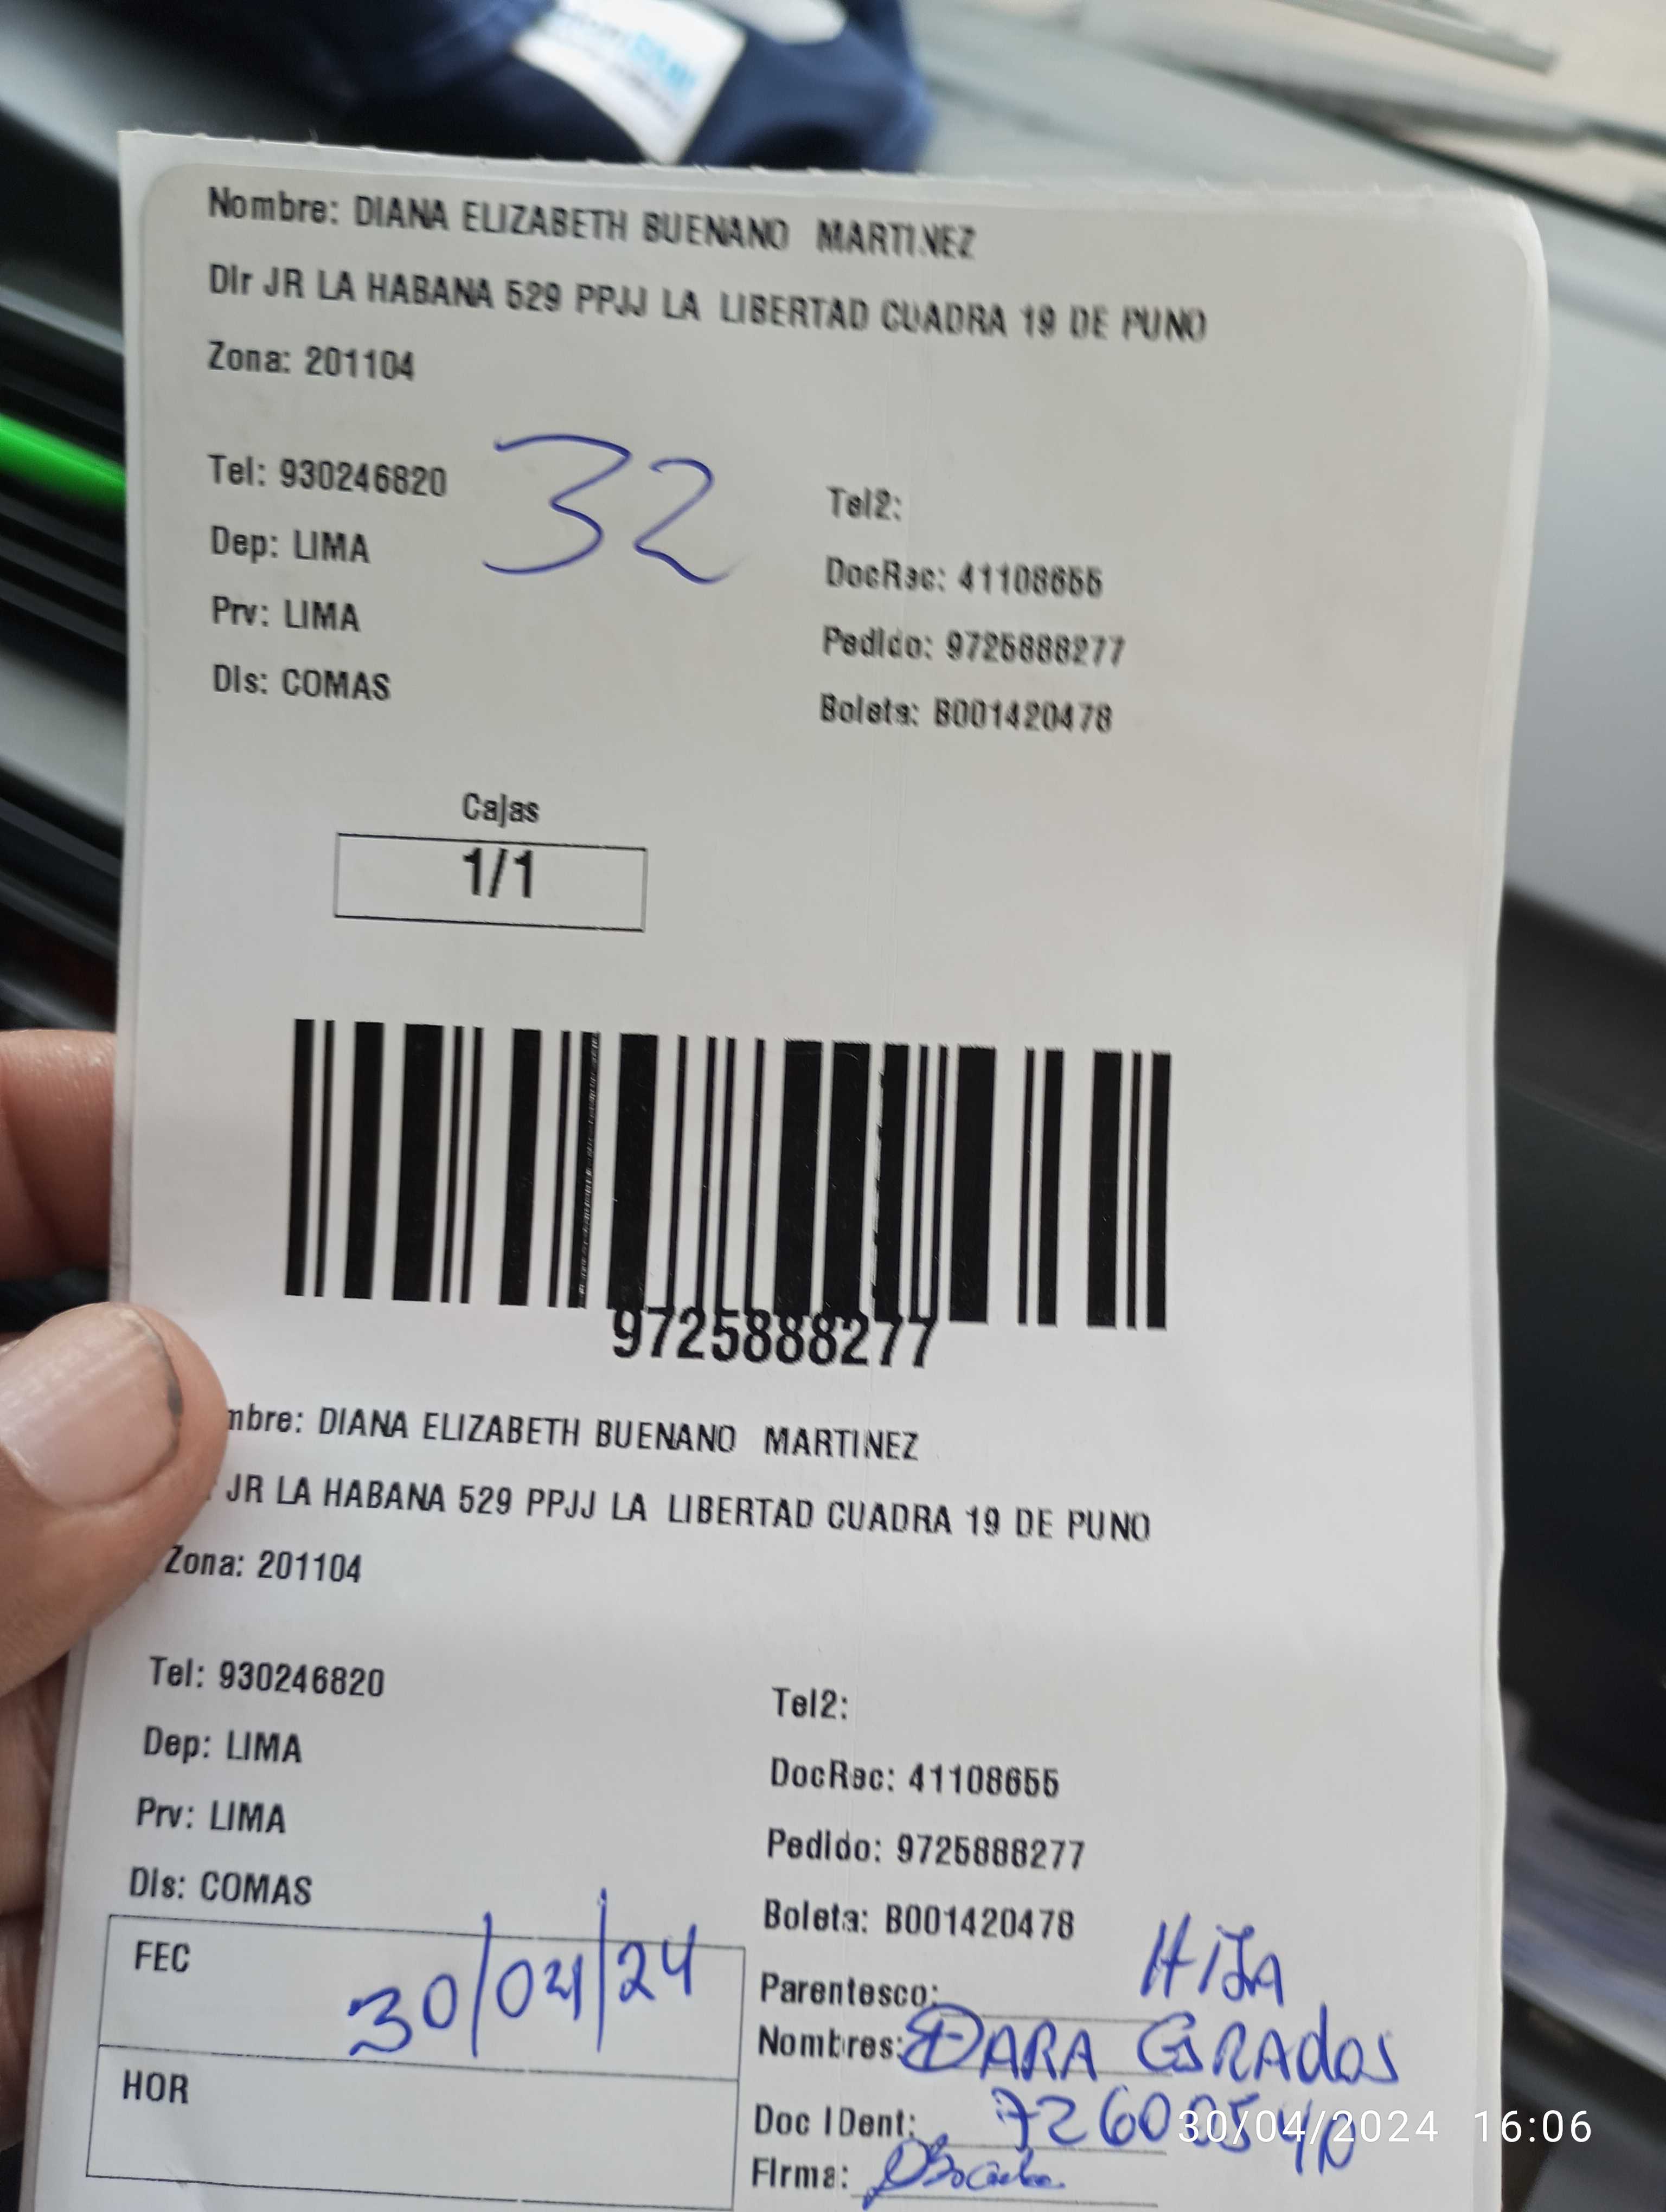 Nombre: DIANA ELIZABETH BUENANO MARTINEZ
Dir JR LA HABANA 529 PPJJ LA LIBERTAD CUADRA 19 DE PUNO
Zona: 201104
32
Tel: 930246820
Tel2:
Dep: LIMA
DocRec: 41108655
Prv: LIMA
Pedido: 9725888277
Dis: COMAS
Boleta: B001420478
Cajas
1/1
9725888277
mbre: DIANA ELIZABETH BUENANO MARTINEZ
JR LA HABANA 529 PPJJ LA LIBERTAD CUADRA 19 DE PUNO
Zona: 201104
Tel: 930246820
Tel2:
Dep: LIMA
DocRec: 41108655
Prv: LIMA
Pedido: 9725888277
Dis: COMAS
Boleta: B001420478
FEC 30/04/24
Parentesco: HIJA
Nombres: DARA GRADOS
HOR
Doc IDent:
Firma:
30/04/2024 16:06